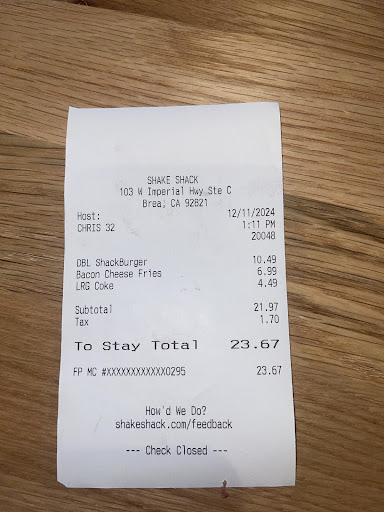 SHAKE SHACK
103 W Imperial Hwy Ste C
Brea, CA 92821
Host: 12/11/2024
CHRIS 32 1:11 PM
20048
DBL ShackBurger 10.49
Bacon Cheese Fries 6.99
LRG Coke 4.49
Subtotal 21.97
Tax 1.70
To Stay Total 23.67
FP MC #XXXXXXXXXXXX0295 23.67
How'd We Do?
shakeshack.com/feedback
--- Check Closed ---